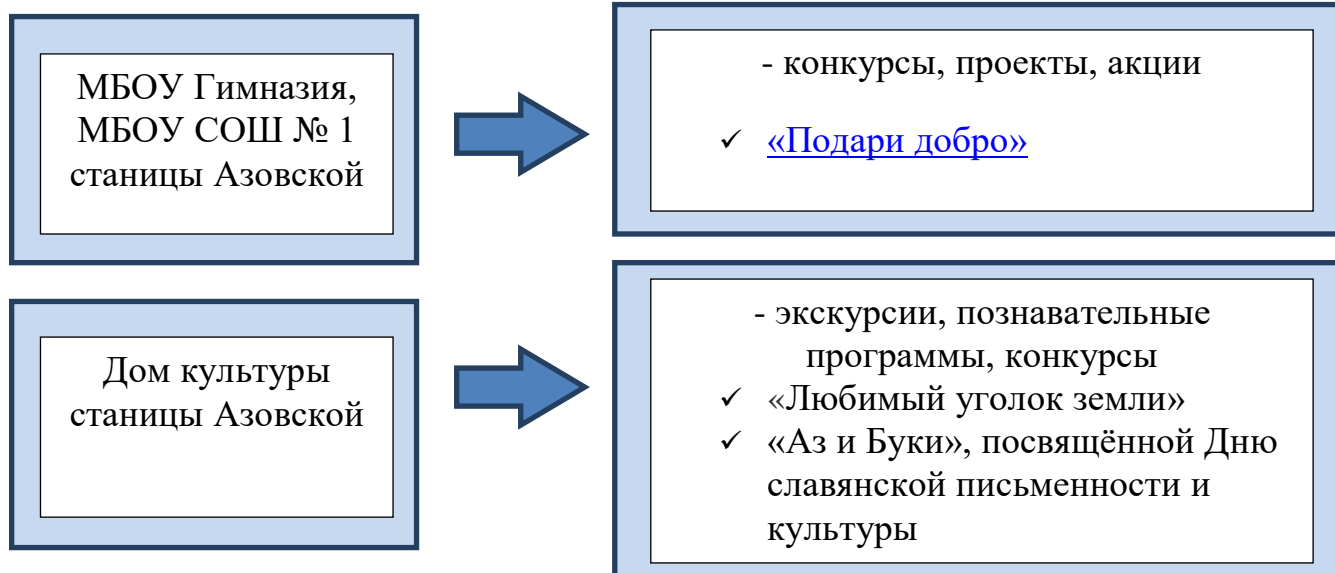 МБОУ Гимназия,
МБОУ СОШ № 1
станицы Азовской
- конкурсы, проекты, акции
✓ «Подари добро»
Дом культуры
станицы Азовской
- экскурсии, познавательные
программы, конкурсы
✓ «Любимый уголок земли»
✓ «Аз и Буки», посвящённой Дню
славянской письменности и
культуры